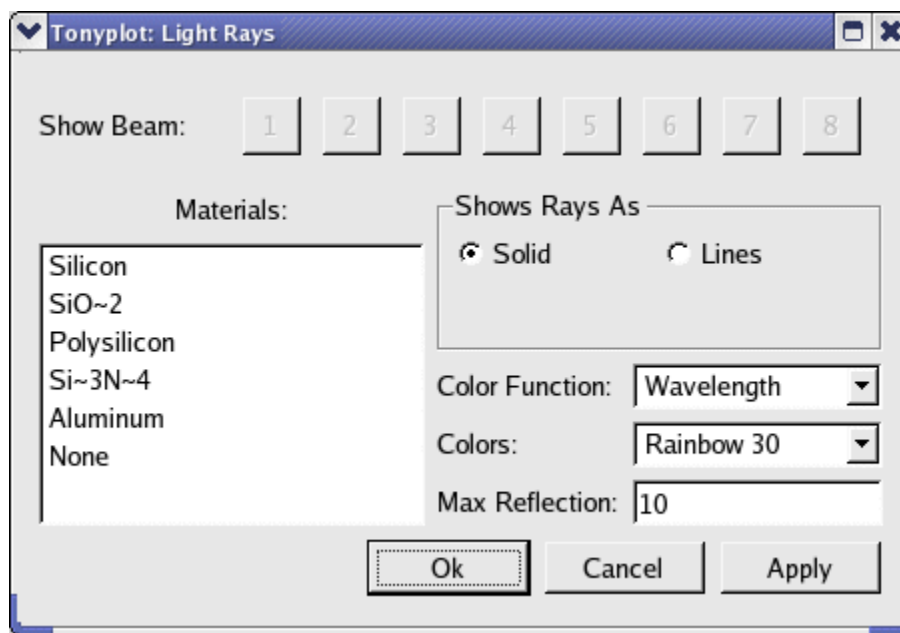 Tonyplot: Light Rays
Show Beam: 1 2 3 4 5 6 7 8
Materials:
Silicon
SiO~2
Polysilicon
Si~3N~4
Aluminum
None
Shows Rays As
Solid Lines
Color Function: Wavelength
Colors: Rainbow 30
Max Reflection: 10
Ok Cancel Apply